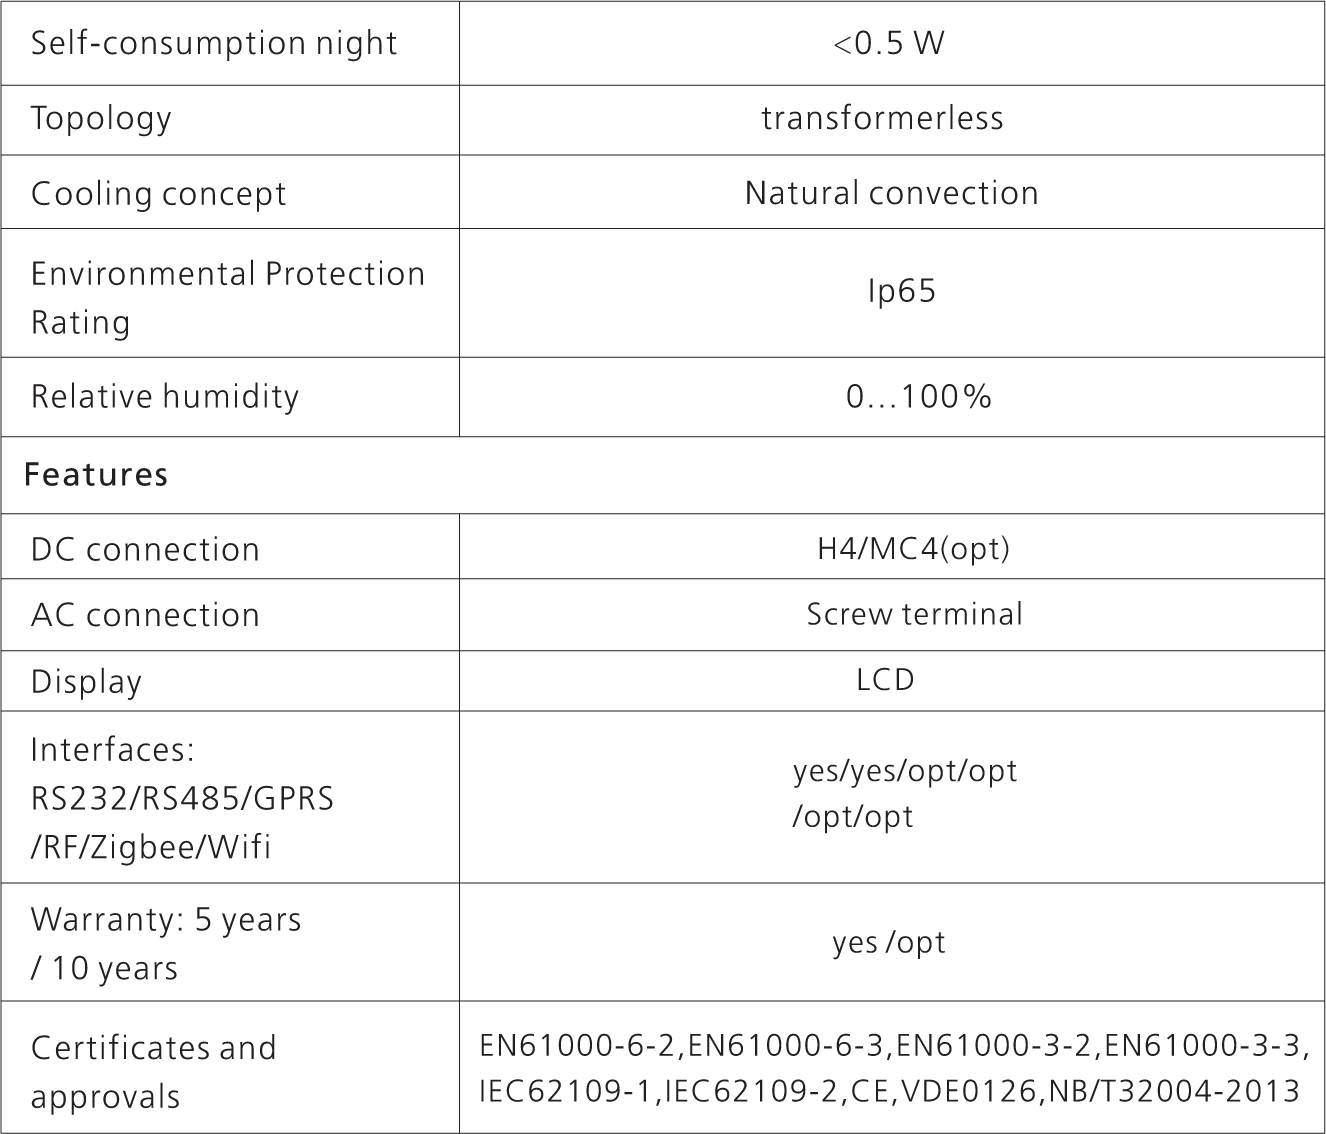 Self-consumption night
<0.5 W
Topology
transformerless
Cooling concept
Natural convection
Environmental Protection
Rating
Ip65
Relative humidity
0...100%
Features
DC connection
H4/MC4(opt)
AC connection
Screw terminal
Display
LCD
Interfaces:
RS232/RS485/GPRS
/RF/Zigbee/Wifi
yes/yes/opt/opt
/opt/opt
Warranty: 5 years
/ 10 years
yes /opt
Certificates and
approvals
EN61000-6-2,EN61000-6-3,EN61000-3-2,EN61000-3-3,
IEC62109-1,IEC62109-2,CE,VDE0126,NB/T32004-2013